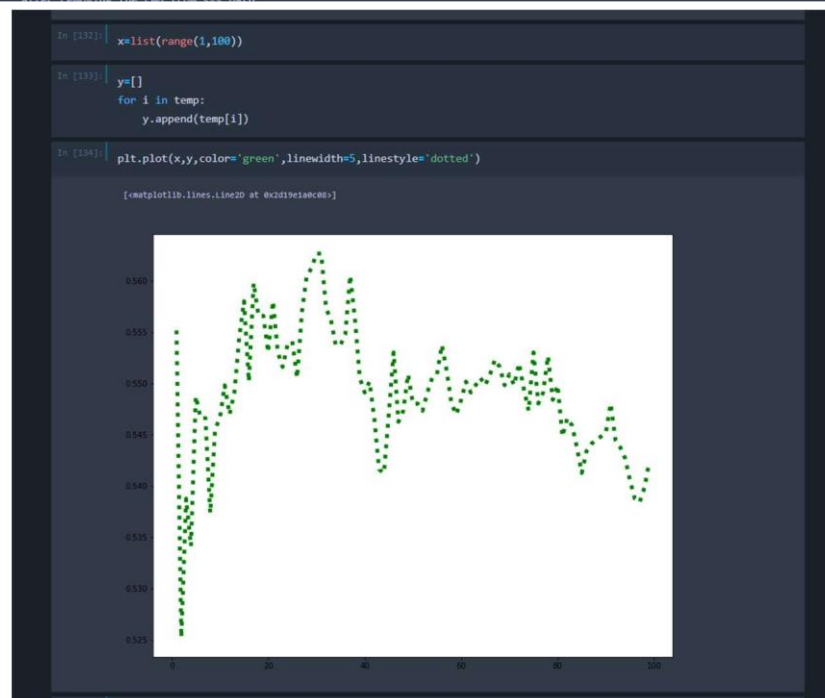 In [132]: x=list(range(1,100))
In [133]: y=[]
for i in temp:
    y.append(temp[i])
In [134]: plt.plot(x,y,color='green',linewidth=5,linestyle='dotted')
[<matplotlib.lines.Line2D at 0x2d19e1a0c08>]
0.560
0.555
0.550
0.545
0.540
0.535
0.530
0.525
0 20 40 60 80 100